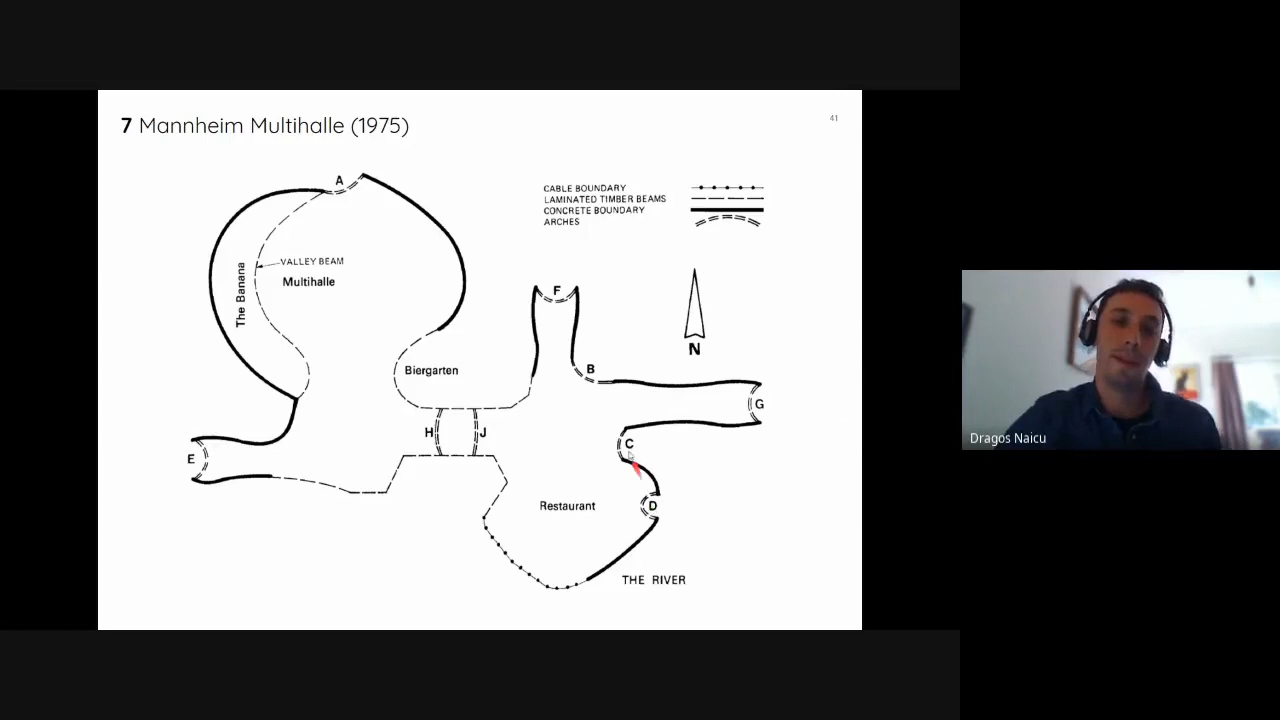 7 Mannheim Multihalle (1975)
41
A
CABLE BOUNDARY
LAMINATED TIMBER BEAMS
CONCRETE BOUNDARY
ARCHES
The Banana
VALLEY BEAM
Multihalle
F
N
B
Biergarten
G
H
J
C
E
Restaurant
D
THE RIVER
Dragos Naicu